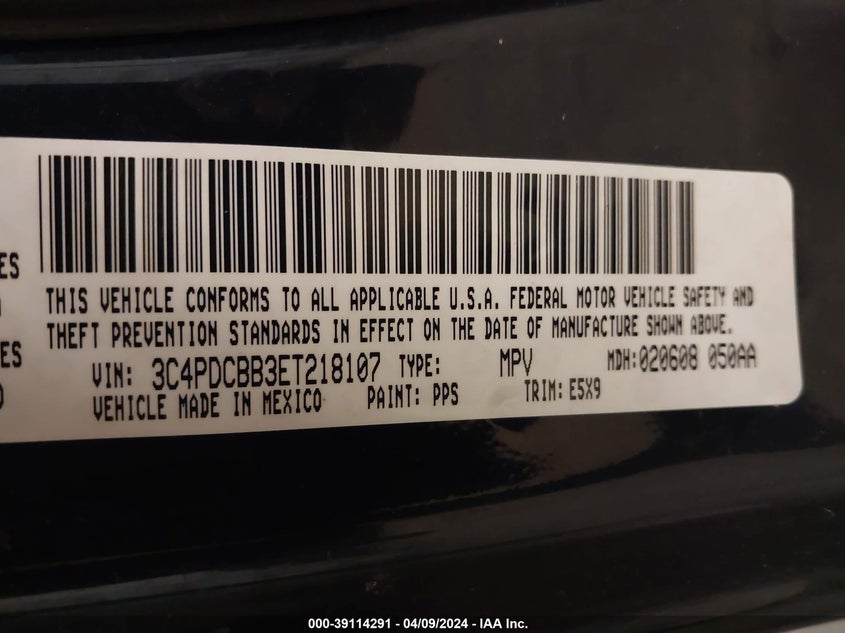 ES
ES
THIS VEHICLE CONFORMS TO ALL APPLICABLE U.S.A. FEDERAL MOTOR VEHICLE SAFETY AND
THEFT PREVENTION STANDARDS IN EFFECT ON THE DATE OF MANUFACTURE SHOWN ABOVE.
VIN: 3C4PDCBB3ET218107 TYPE: MPV MDH:020608 050AA
VEHICLE MADE IN MEXICO PAINT: PPS TRIM: E5X9
000-39114291 - 04/09/2024 - IAA Inc.